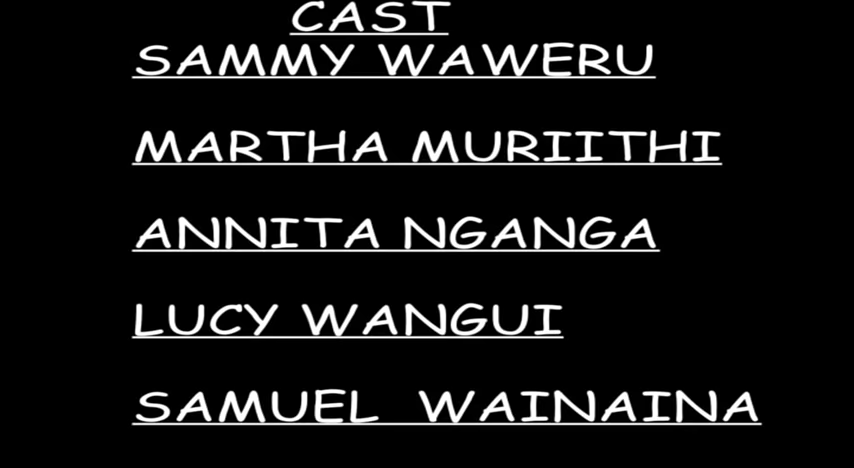 CAST
SAMMY WAWERU
MARTHA MURIITHI
ANNITA NGANGA
LUCY WANGUI
SAMUEL WAINAINA